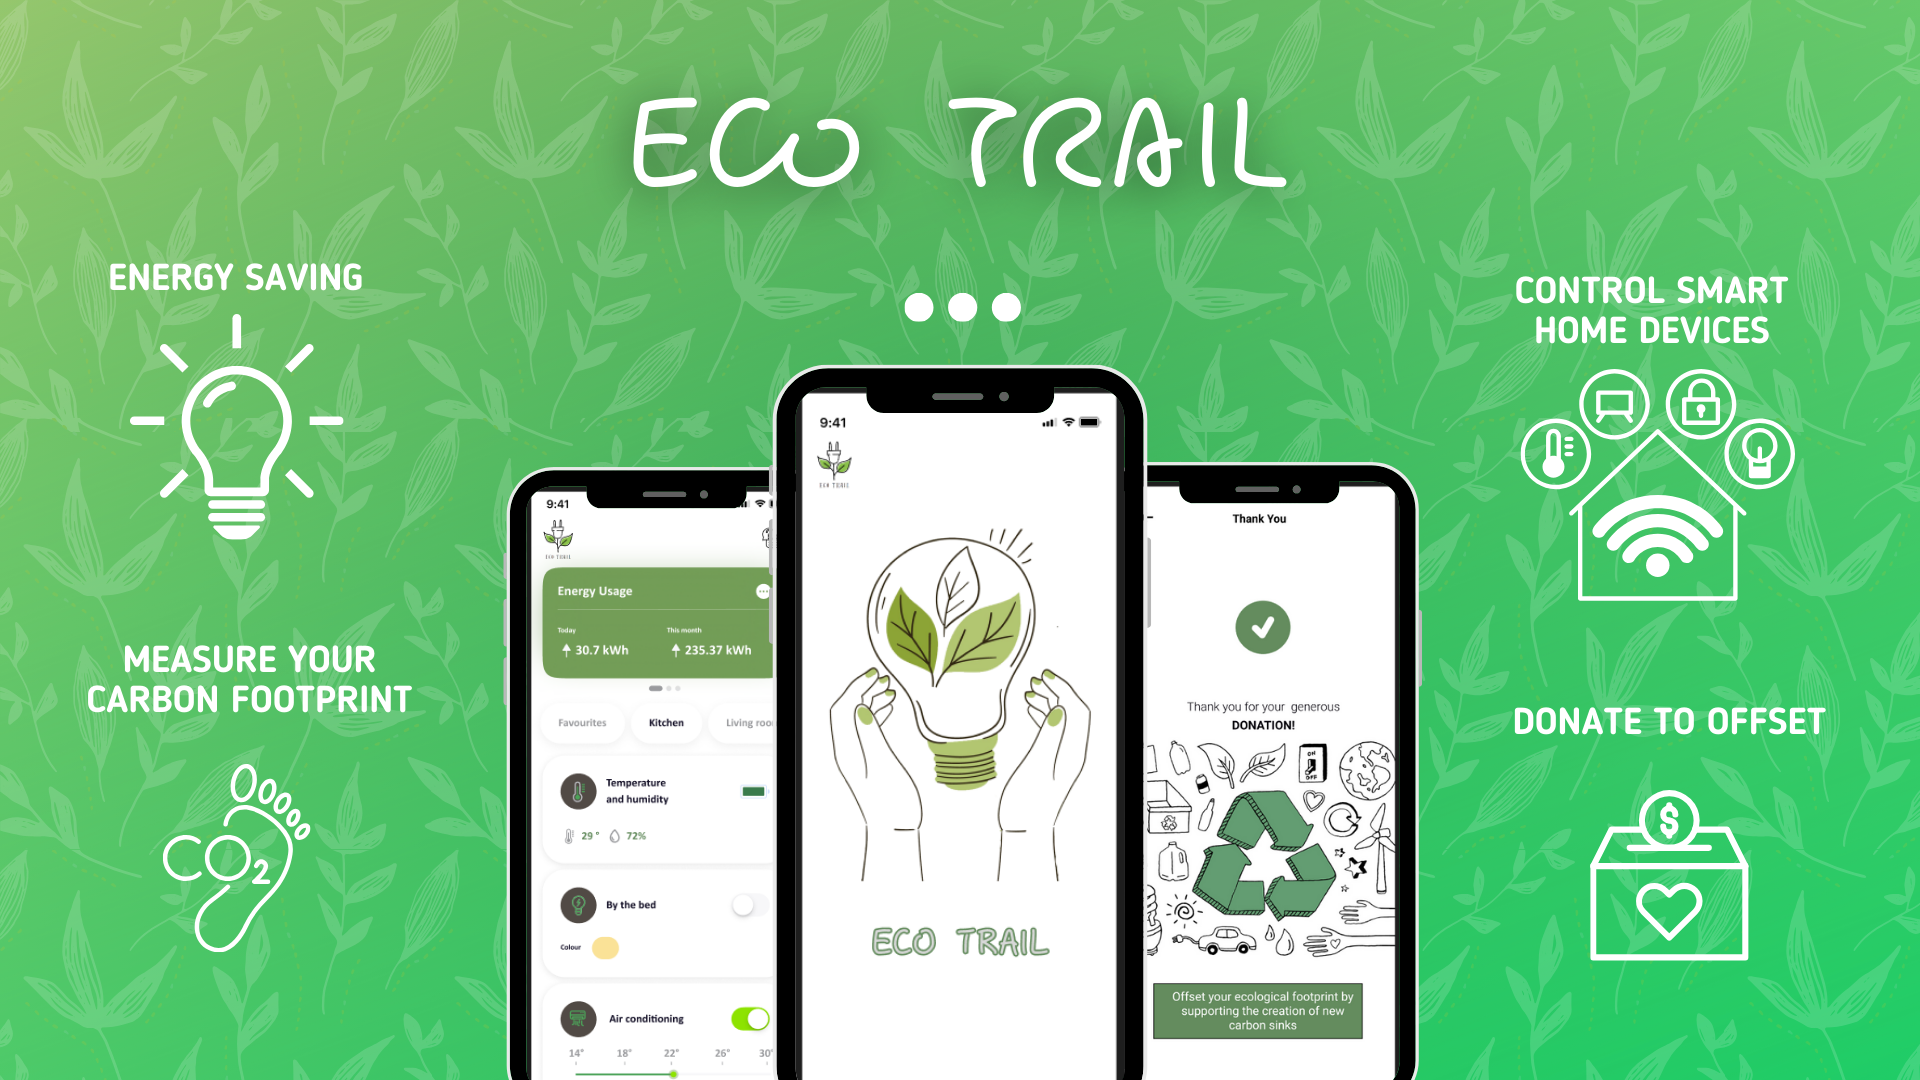 ECO TRAIL
ENERGY SAVING
MEASURE YOUR
CARBON FOOTPRINT
CO2
9:41
ECO TRAIL
Energy Usage
Today
This month
30.7 kWh
235.37 kWh
Favourites
Kitchen
Living roo
Temperature
and humidity
29 °
72%
By the bed
Colour
Air conditioning
14°
18°
22°
26°
30°
9:41
ECO TRAIL
ECO TRAIL
Thank You
Thank you for your generous
DONATION!
ON
OFF
Offset your ecological footprint by
supporting the creation of new
carbon sinks
CONTROL SMART
HOME DEVICES
DONATE TO OFFSET
$